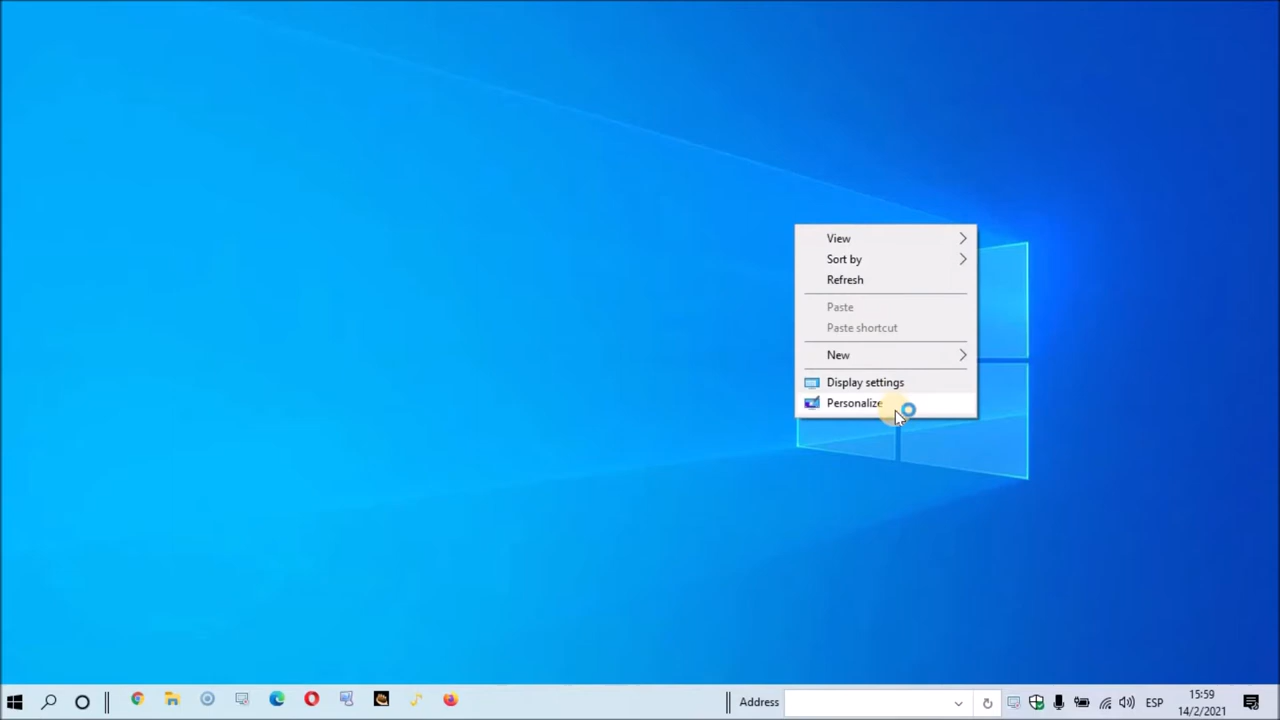 View
Sort by
Refresh
Paste
Paste shortcut
New
Display settings
Personalize
Address
ESP
15:59
14/2/2021